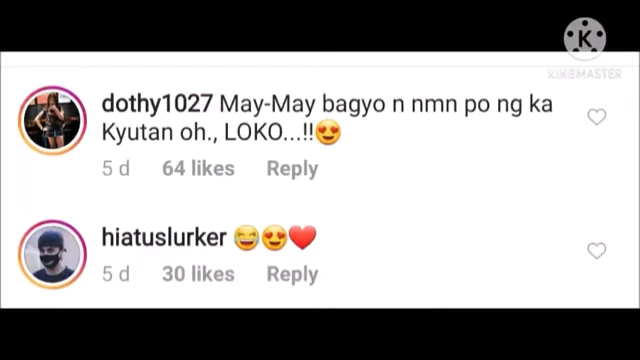 K
KINEMASTER
dothy1027 May-May bagyo n nmn po ng ka
Kyutan oh., LOKO...!!😍
5 d 64 likes Reply
hiatuslurker 😂😍❤️
5 d 30 likes Reply